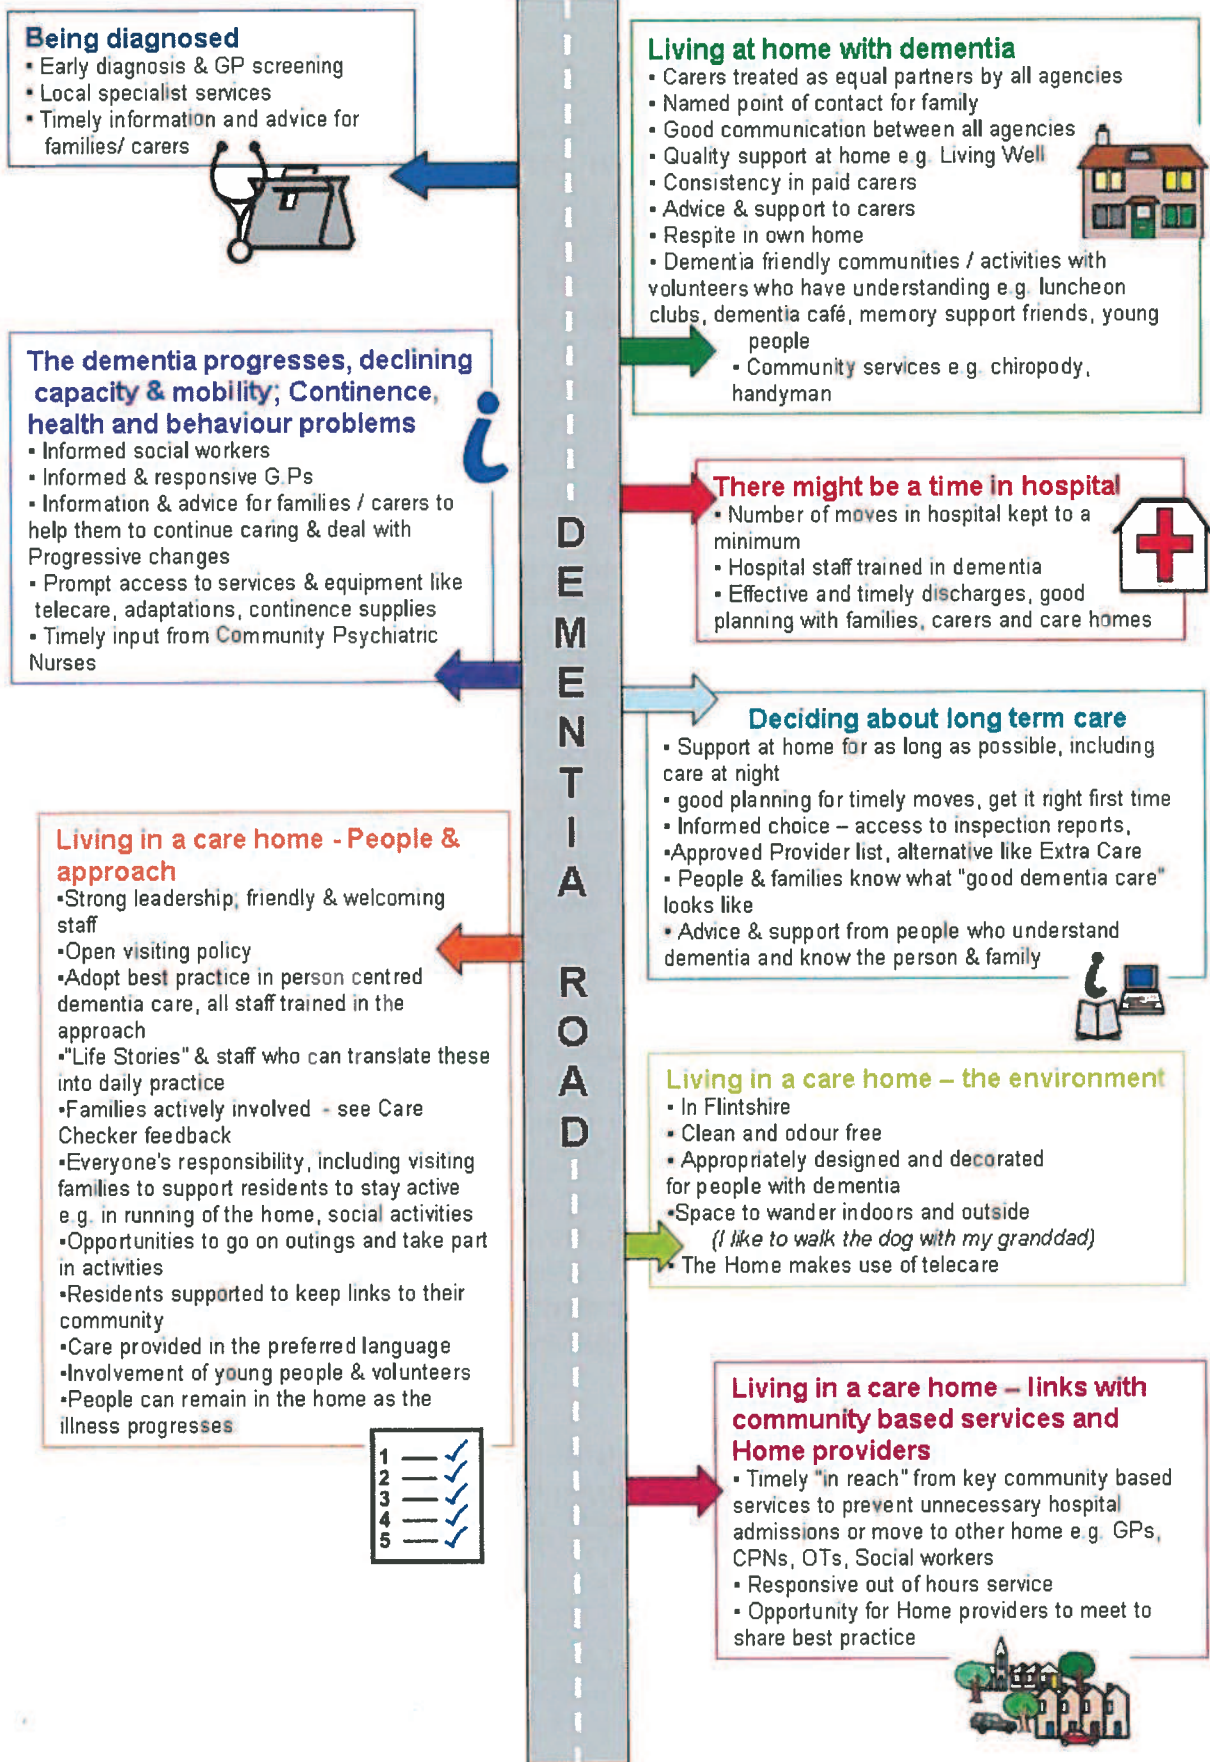 Being diagnosed
▪ Early diagnosis & GP screening
▪ Local specialist services
▪ Timely information and advice for
families/ carers
Living at home with dementia
▪ Carers treated as equal partners by all agencies
▪ Named point of contact for family
▪ Good communication between all agencies
▪ Quality support at home e.g. Living Well
▪ Consistency in paid carers
▪ Advice & support to carers
▪ Respite in own home
▪ Dementia friendly communities / activities with
volunteers who have understanding e.g. luncheon
clubs, dementia café, memory support friends, young
people
▪ Community services e.g. chiropody,
handyman
The dementia progresses, declining
capacity & mobility; Continence,
health and behaviour problems
▪ Informed social workers
▪ Informed & responsive G.Ps
▪ Information & advice for families / carers to
help them to continue caring & deal with
Progressive changes
▪ Prompt access to services & equipment like
telecare, adaptations, continence supplies
▪ Timely input from Community Psychiatric
Nurses
There might be a time in hospital
▪ Number of moves in hospital kept to a
minimum
▪ Hospital staff trained in dementia
▪ Effective and timely discharges, good
planning with families, carers and care homes
DEMENTIA ROAD
Deciding about long term care
▪ Support at home for as long as possible, including
care at night
▪ good planning for timely moves, get it right first time
▪ Informed choice – access to inspection reports,
▪Approved Provider list, alternative like Extra Care
▪ People & families know what "good dementia care"
looks like
▪ Advice & support from people who understand
dementia and know the person & family
Living in a care home - People &
approach
▪Strong leadership, friendly & welcoming
staff
▪Open visiting policy
▪Adopt best practice in person centred
dementia care, all staff trained in the
approach
▪"Life Stories" & staff who can translate these
into daily practice
▪Families actively involved - see Care
Checker feedback
▪Everyone's responsibility, including visiting
families to support residents to stay active
e.g. in running of the home, social activities
▪Opportunities to go on outings and take part
in activities
▪Residents supported to keep links to their
community
▪Care provided in the preferred language
▪Involvement of young people & volunteers
▪People can remain in the home as the
illness progresses
1
2
3
4
5
Living in a care home – the environment
▪ In Flintshire
▪ Clean and odour free
▪ Appropriately designed and decorated
for people with dementia
▪Space to wander indoors and outside
(I like to walk the dog with my granddad)
▪ The Home makes use of telecare
Living in a care home – links with
community based services and
Home providers
▪ Timely "in reach" from key community based
services to prevent unnecessary hospital
admissions or move to other home e.g. GPs,
CPNs, OTs, Social workers
▪ Responsive out of hours service
▪ Opportunity for Home providers to meet to
share best practice